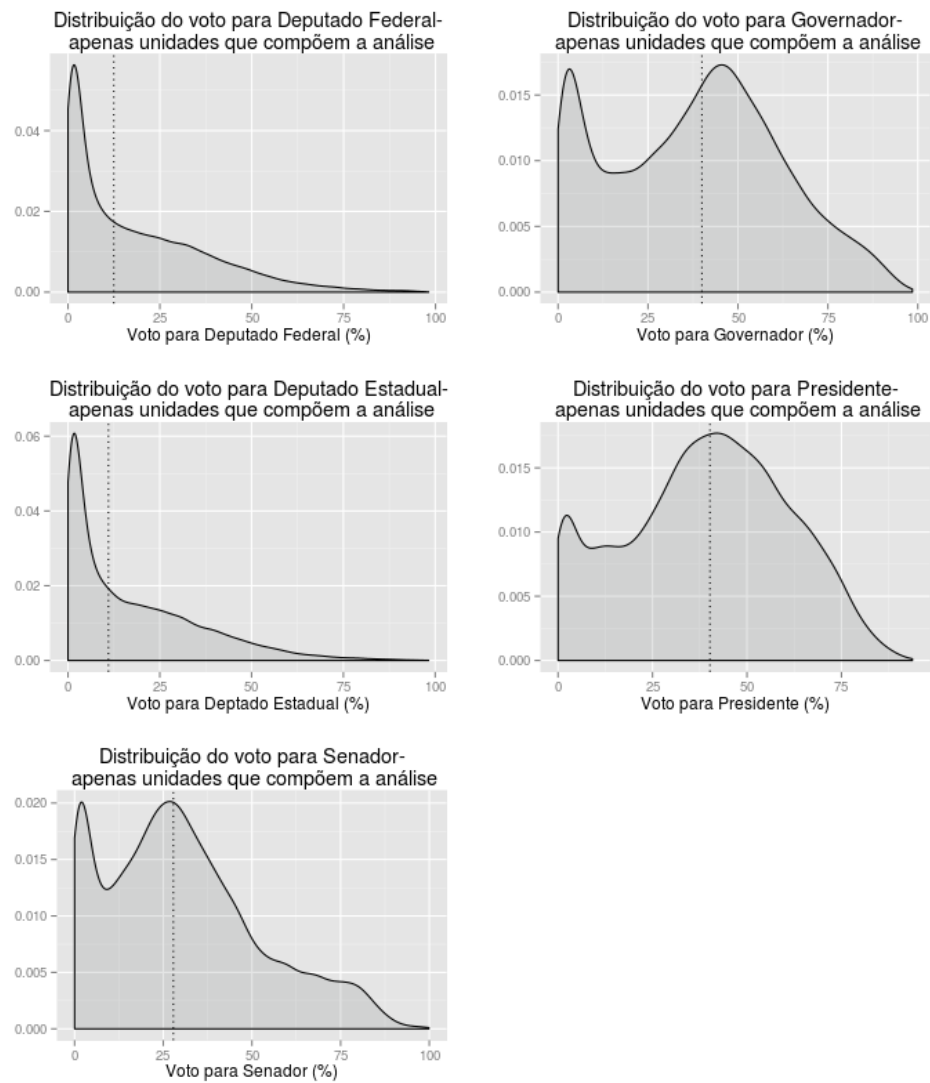 Distribuição do voto para Deputado Federal-
apenas unidades que compõem a análise
0.04
0.02
0.00
0 25 50 75 100
Voto para Deputado Federal (%)
Distribuição do voto para Governador-
apenas unidades que compõem a análise
0.015
0.010
0.005
0.000
0 25 50 75 100
Voto para Governador (%)
Distribuição do voto para Deputado Estadual-
apenas unidades que compõem a análise
0.06
0.04
0.02
0.00
0 25 50 75 100
Voto para Deptado Estadual (%)
Distribuição do voto para Presidente-
apenas unidades que compõem a análise
0.015
0.010
0.005
0.000
0 25 50 75
Voto para Presidente (%)
Distribuição do voto para Senador-
apenas unidades que compõem a análise
0.020
0.015
0.010
0.005
0.000
0 25 50 75 100
Voto para Senador (%)